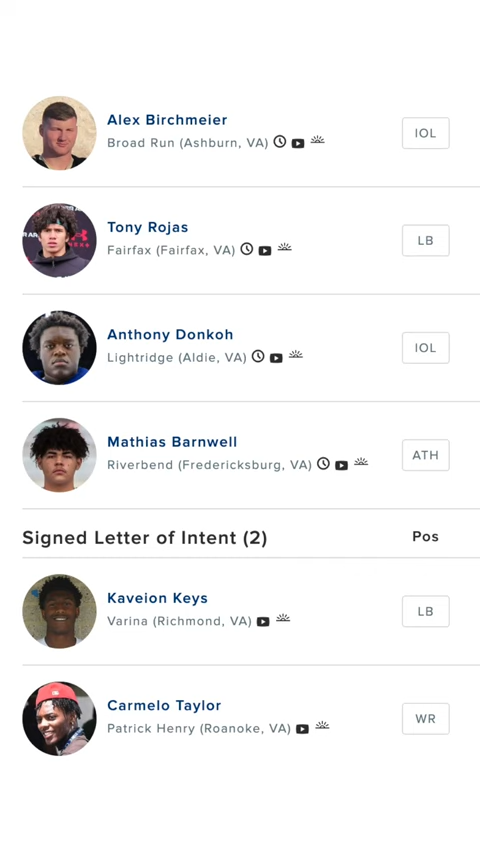 Alex Birchmeier
Broad Run (Ashburn, VA)
IOL
Tony Rojas
Fairfax (Fairfax, VA)
LB
Anthony Donkoh
Lightridge (Aldie, VA)
IOL
Mathias Barnwell
Riverbend (Fredericksburg, VA)
ATH
Signed Letter of Intent (2) Pos
Kaveion Keys
Varina (Richmond, VA)
LB
Carmelo Taylor
Patrick Henry (Roanoke, VA)
WR